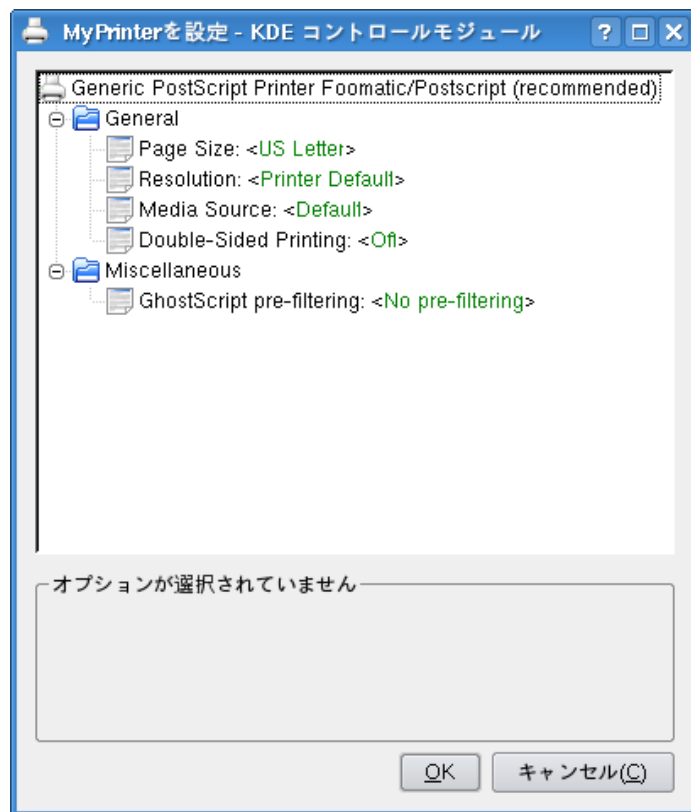 MyPrinterを設定 - KDE コントロールモジュール ?
Generic PostScript Printer Foomatic/Postscript (recommended)
General
Page Size: <US Letter>
Resolution: <Printer Default>
Media Source: <Default>
Double-Sided Printing: <Off>
Miscellaneous
GhostScript pre-filtering: <No pre-filtering>
オプションが選択されていません
OK キャンセル(C)